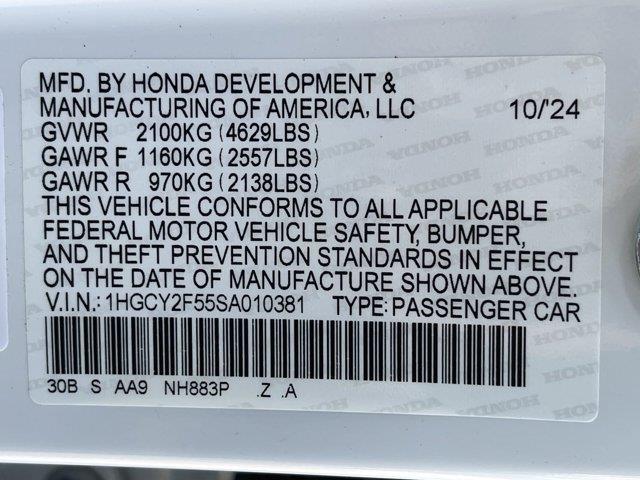 MFD. BY HONDA DEVELOPMENT &
MANUFACTURING OF AMERICA, LLC 10/'24
GVWR 2100KG (4629LBS)
GAWR F 1160KG (2557LBS)
GAWR R 970KG (2138LBS)
THIS VEHICLE CONFORMS TO ALL APPLICABLE
FEDERAL MOTOR VEHICLE SAFETY, BUMPER,
AND THEFT PREVENTION STANDARDS IN EFFECT
ON THE DATE OF MANUFACTURE SHOWN ABOVE.
V.I.N.: 1HGCY2F55SA010381 TYPE: PASSENGER CAR
30B S AA9 NH883P .Z .A